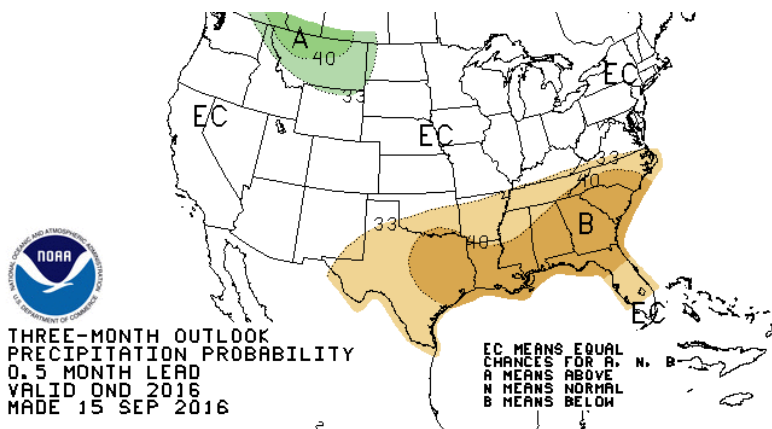 A
40
33
EC
EC
EC
33
40
33
40
B
EC
NATIONAL OCEANIC AND ATMOSPHERIC ADMINISTRATION
NOAA
U.S. DEPARTMENT OF COMMERCE
THREE-MONTH OUTLOOK
PRECIPITATION PROBABILITY
0.5 MONTH LEAD
VALID OND 2016
MADE 15 SEP 2016
EC MEANS EQUAL
CHANCES FOR A, N, B
A MEANS ABOVE
N MEANS NORMAL
B MEANS BELOW